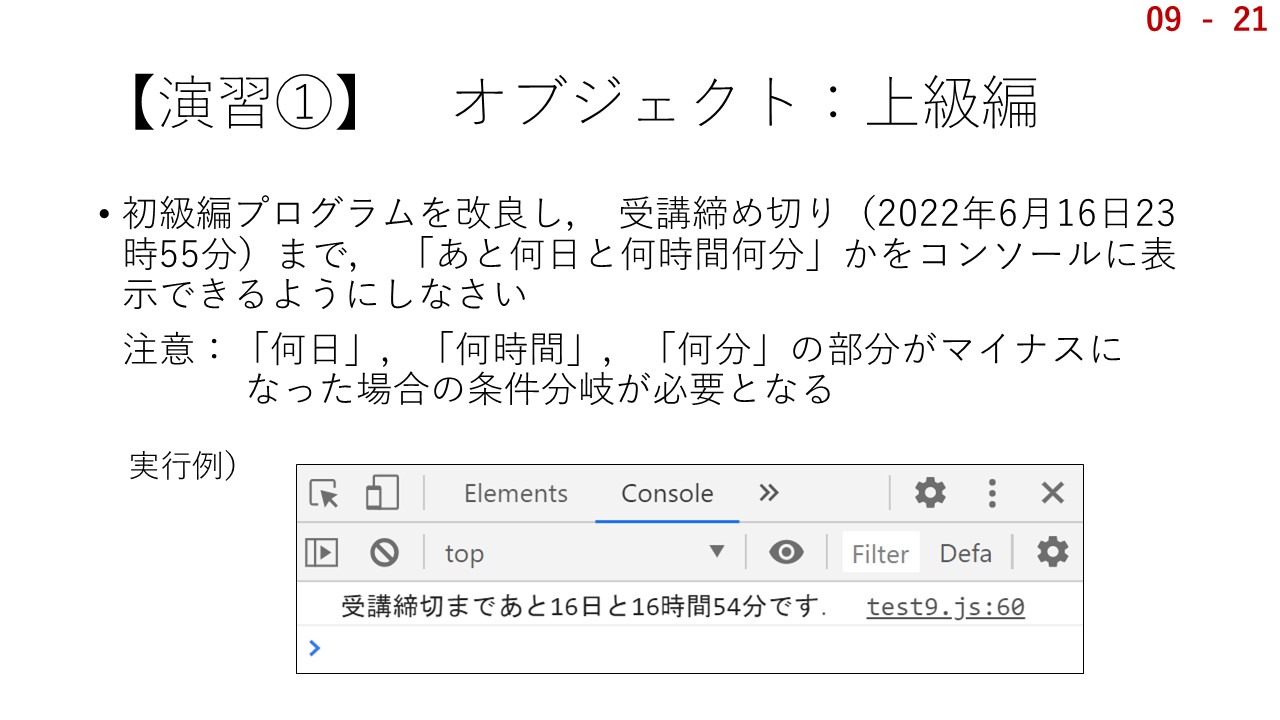 09 - 21
【演習①】　オブジェクト：上級編
• 初級編プログラムを改良し，　受講締め切り（2022年6月16日23
時55分）まで，　「あと何日と何時間何分」かをコンソールに表
示できるようにしなさい
注意：「何日」，「何時間」，「何分」の部分がマイナスに
なった場合の条件分岐が必要となる
実行例）
Elements Console »
top ▼ Filter Defa
受講締切まであと16日と16時間54分です. test9.js:60
>